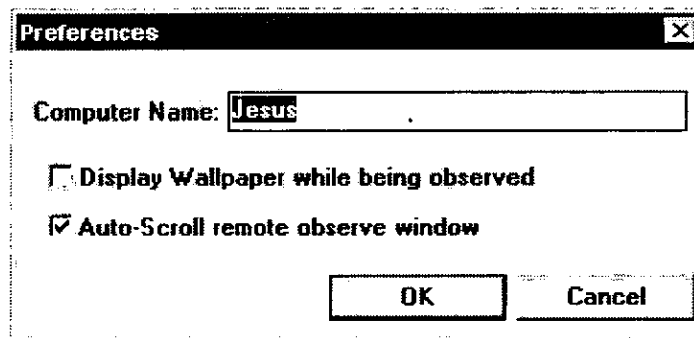 Preferences
Computer Name: Jesus
Display Wallpaper while being observed
Auto-Scroll remote observe window
OK Cancel